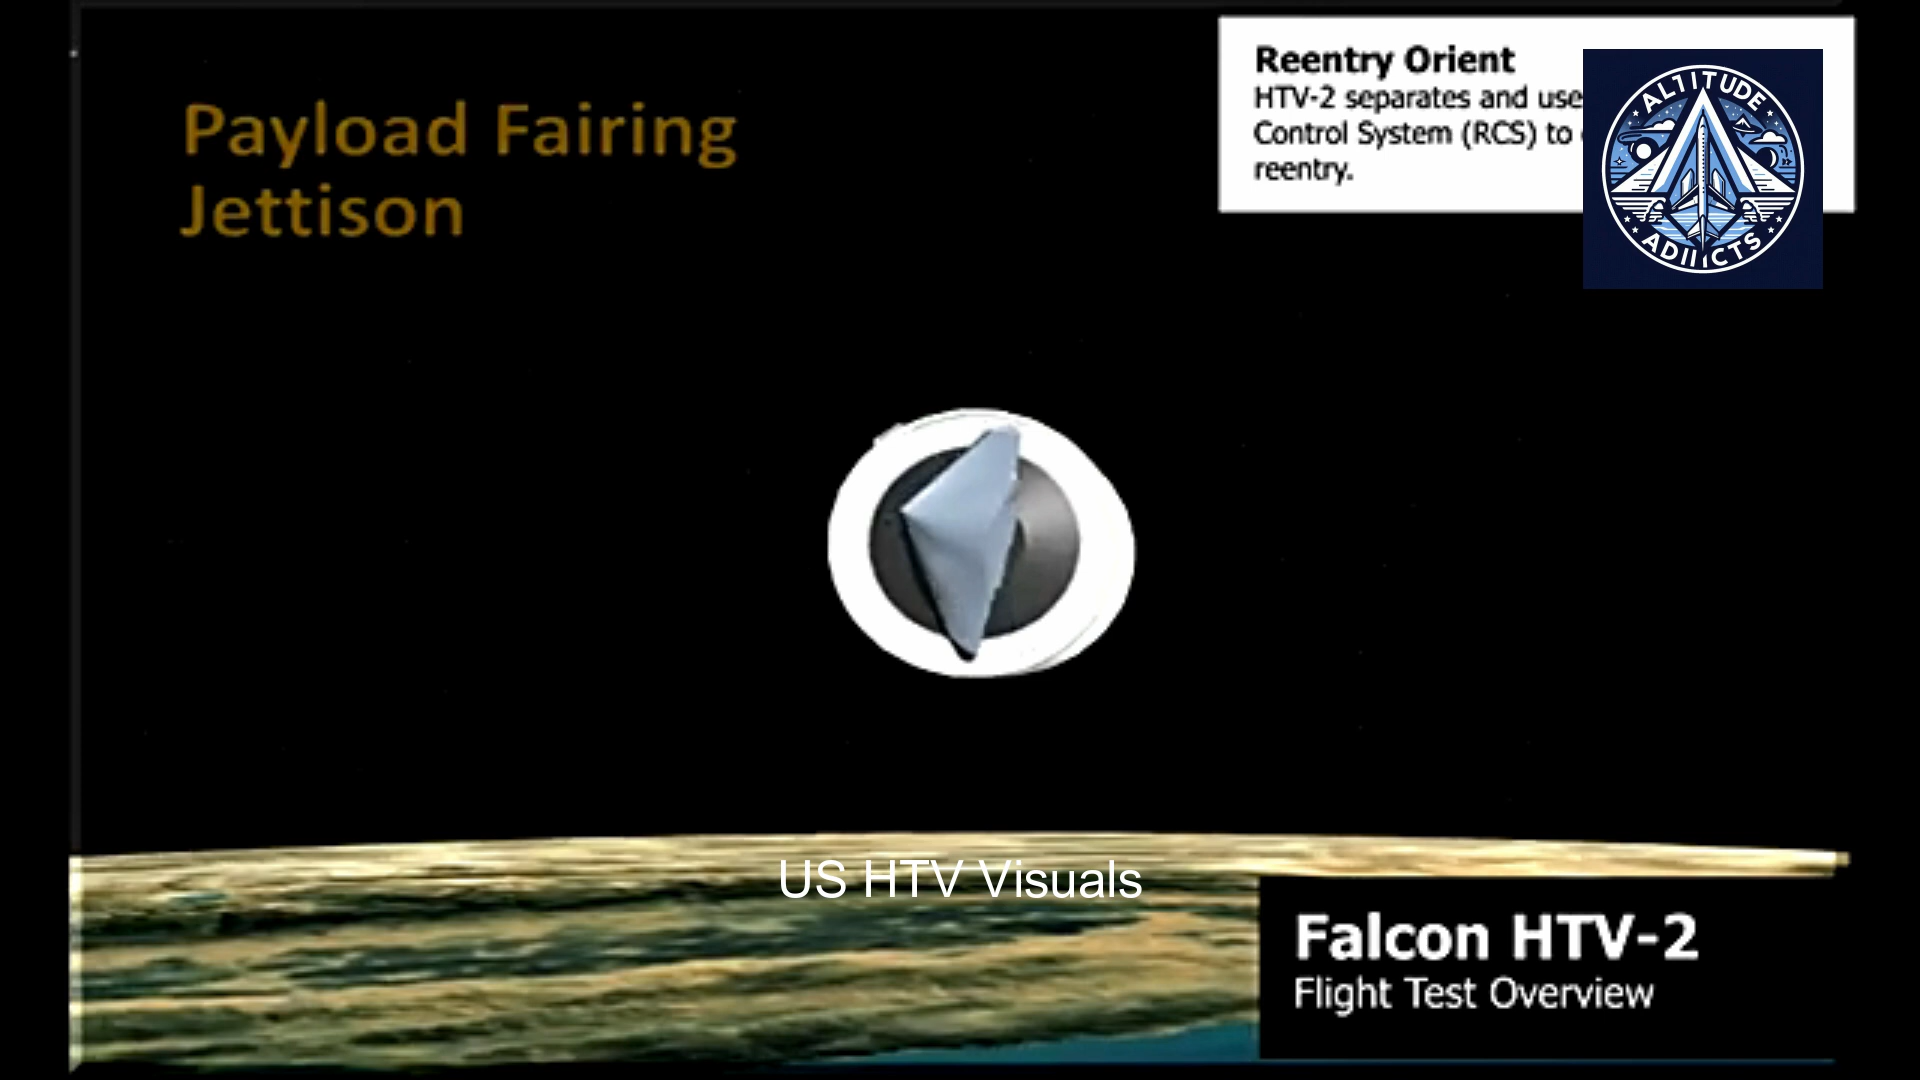 Payload Fairing
Jettison
Reentry Orient
HTV-2 separates and use
Control System (RCS) to
reentry.
ALTITUDE
ADIICTS
US HTV Visuals
Falcon HTV-2
Flight Test Overview